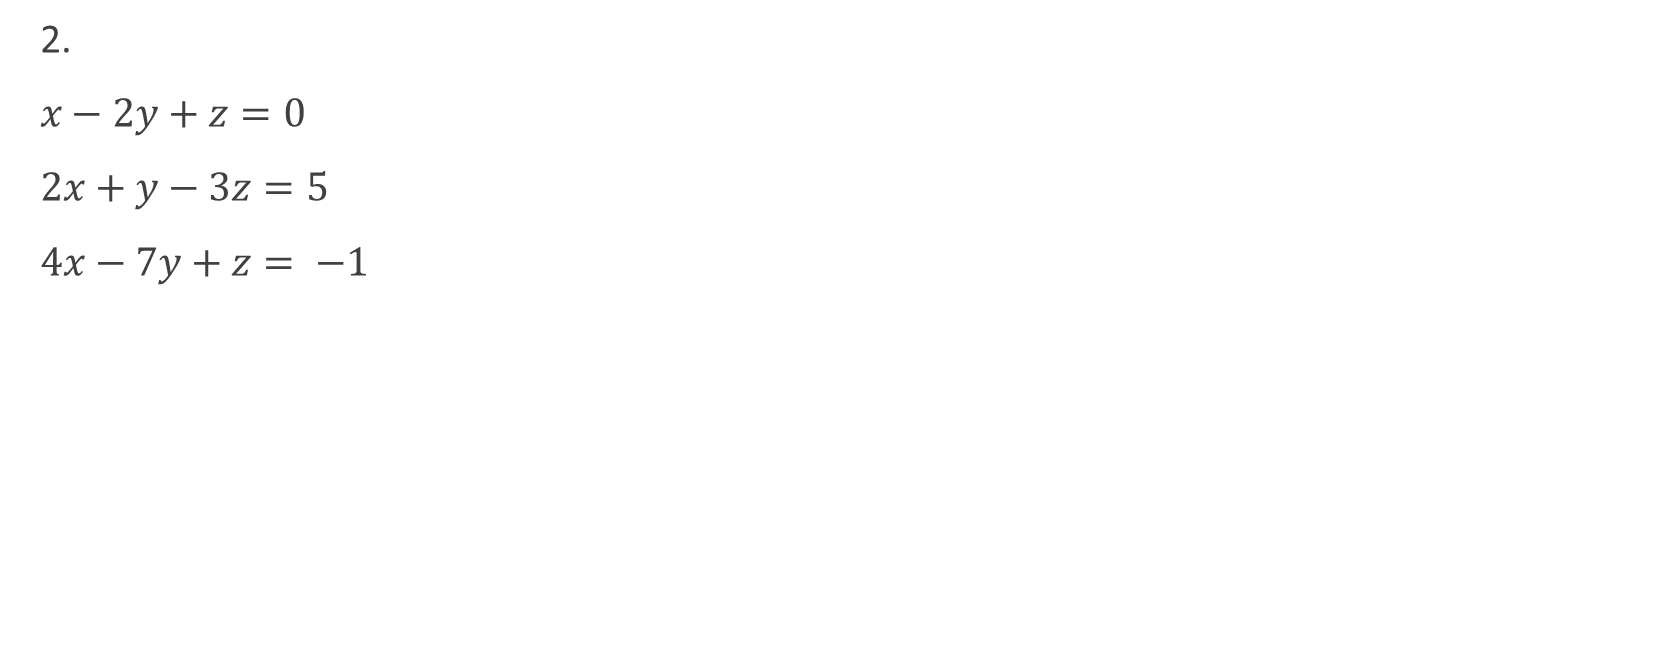 2.
x − 2y + z = 0
2x + y − 3z = 5
4x − 7y + z = −1